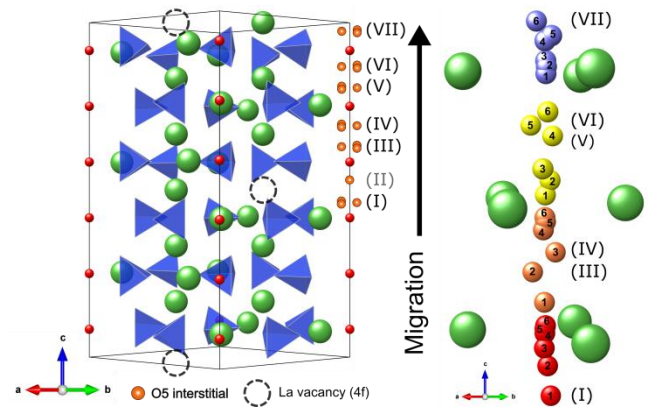 (VII)
(VI)
(V)
(IV)
(III)
(II)
(I)
c
a
b
O5 interstitial
La vacancy (4f)
Migration
6
5
4
3
2
1
(VII)
6
5
4
(VI)
(V)
3
2
1
6
5
4
3
(IV)
2
(III)
1
6
5
4
3
2
1
(I)
c
a
b